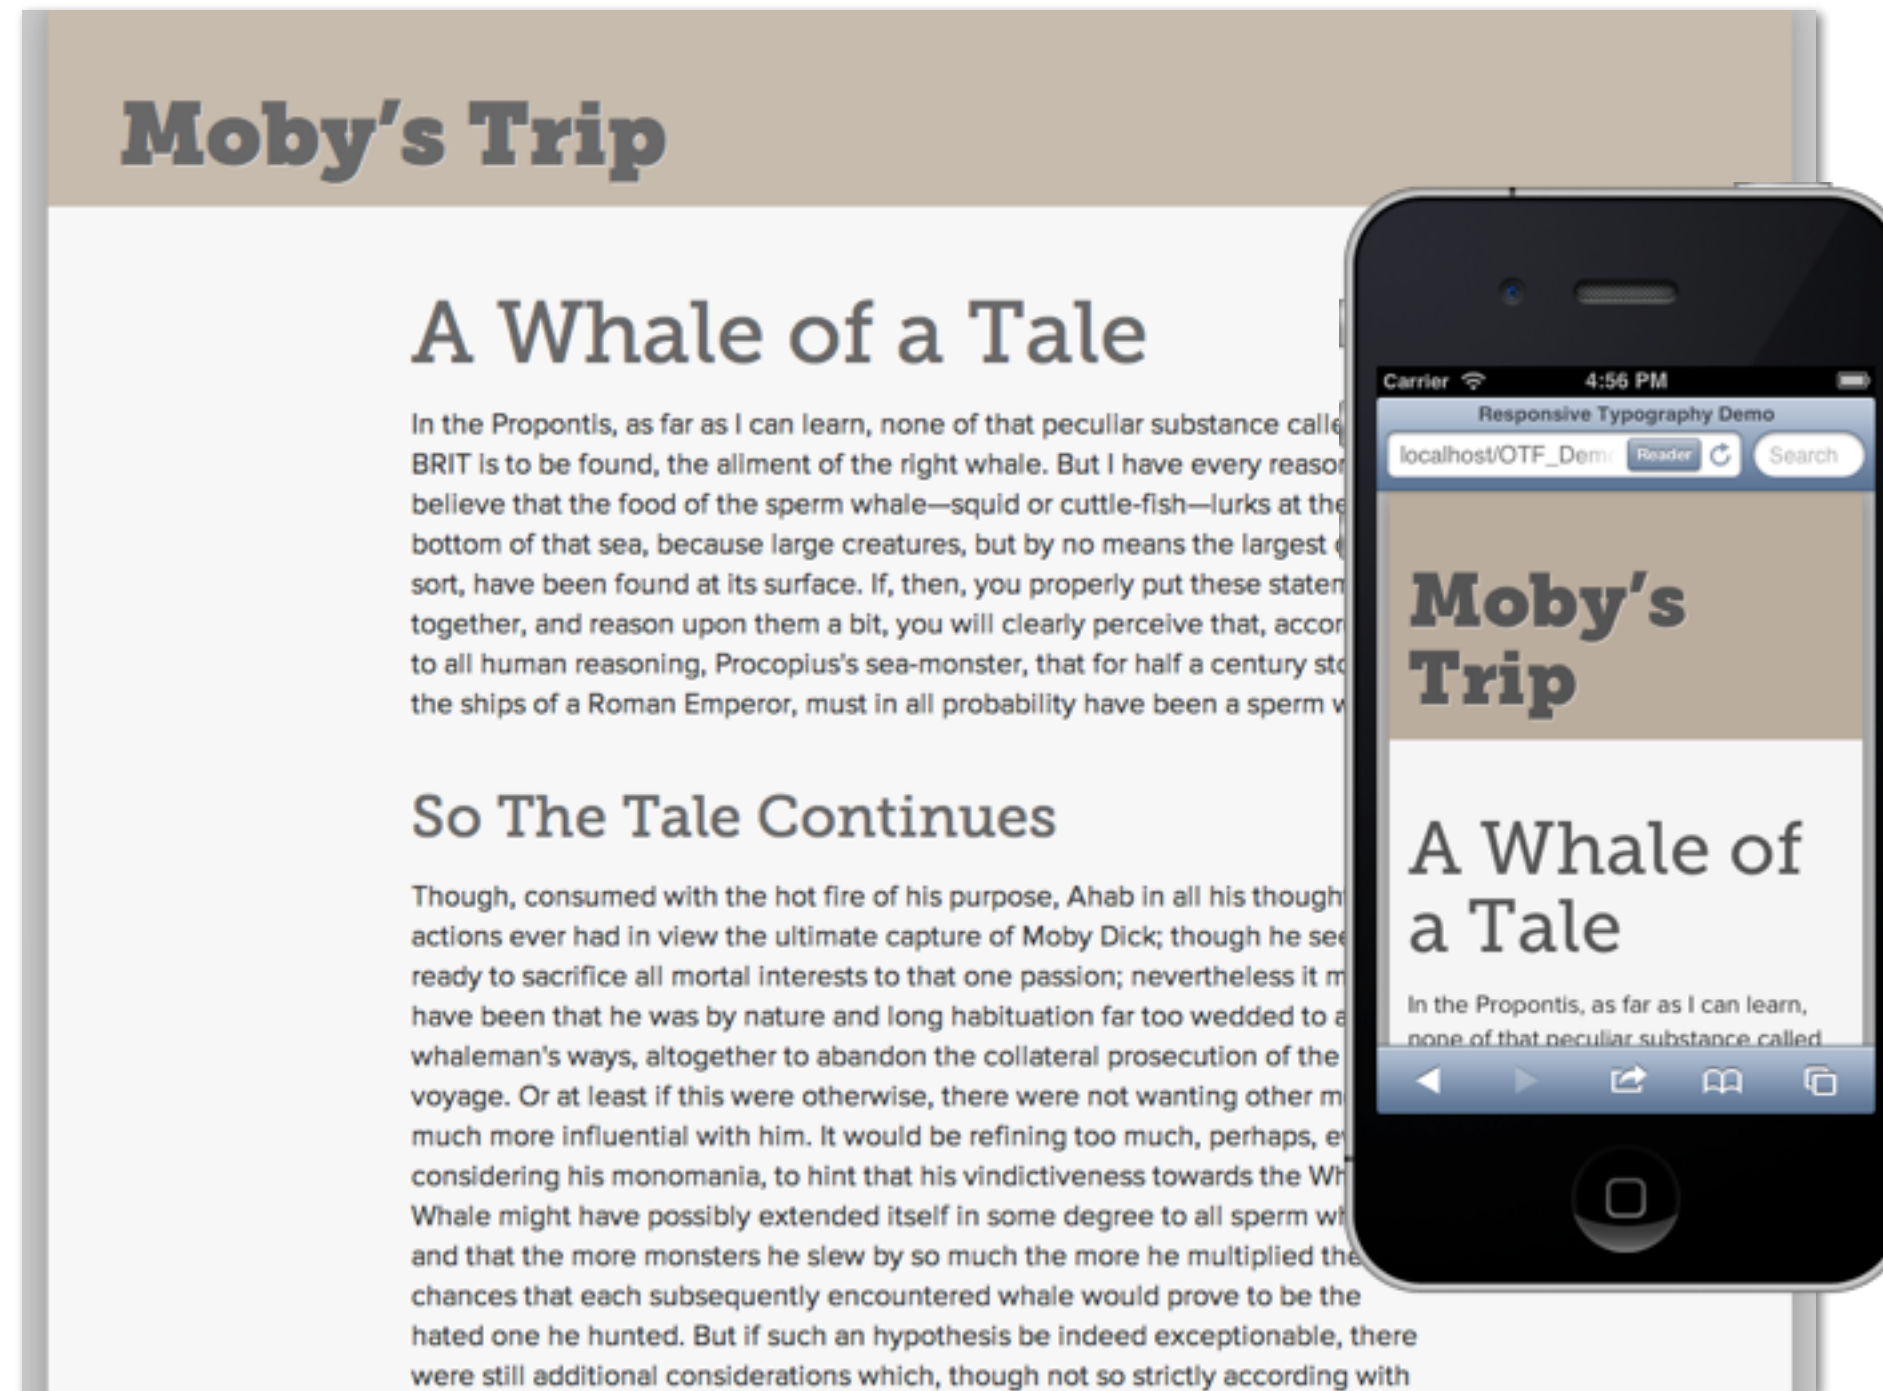 Moby’s Trip
A Whale of a Tale
In the Propontis, as far as I can learn, none of that peculiar substance
BRIT is to be found, the aliment of the right whale. But I have every
believe that the food of the sperm whale—squid or cuttle-fish—lurks at the
bottom of that sea, because large creatures, but by no means the largest
sort, have been found at its surface. If, then, you properly put these
together, and reason upon them a bit, you will clearly perceive that,
to all human reasoning, Procopius's sea-monster, that for half a century
the ships of a Roman Emperor, must in all probability have been a sperm
So The Tale Continues
Though, consumed with the hot fire of his purpose, Ahab in all his
actions ever had in view the ultimate capture of Moby Dick; though he
ready to sacrifice all mortal interests to that one passion; nevertheless it
have been that he was by nature and long habituation far too wedded to
whaleman's ways, altogether to abandon the collateral prosecution of the
voyage. Or at least if this were otherwise, there were not wanting other
much more influential with him. It would be refining too much, perhaps,
considering his monomania, to hint that his vindictiveness towards the
Whale might have possibly extended itself in some degree to all sperm
and that the more monsters he slew by so much the more he multiplied
chances that each subsequently encountered whale would prove to be the
hated one he hunted. But if such an hypothesis be indeed exceptionable, there
were still additional considerations which, though not so strictly according with
Carrier 4:56 PM
Responsive Typography Demo
localhost/OTF_Dem Reader Search
Moby’s
Trip
A Whale of
a Tale
In the Propontis, as far as I can learn,
none of that peculiar substance called